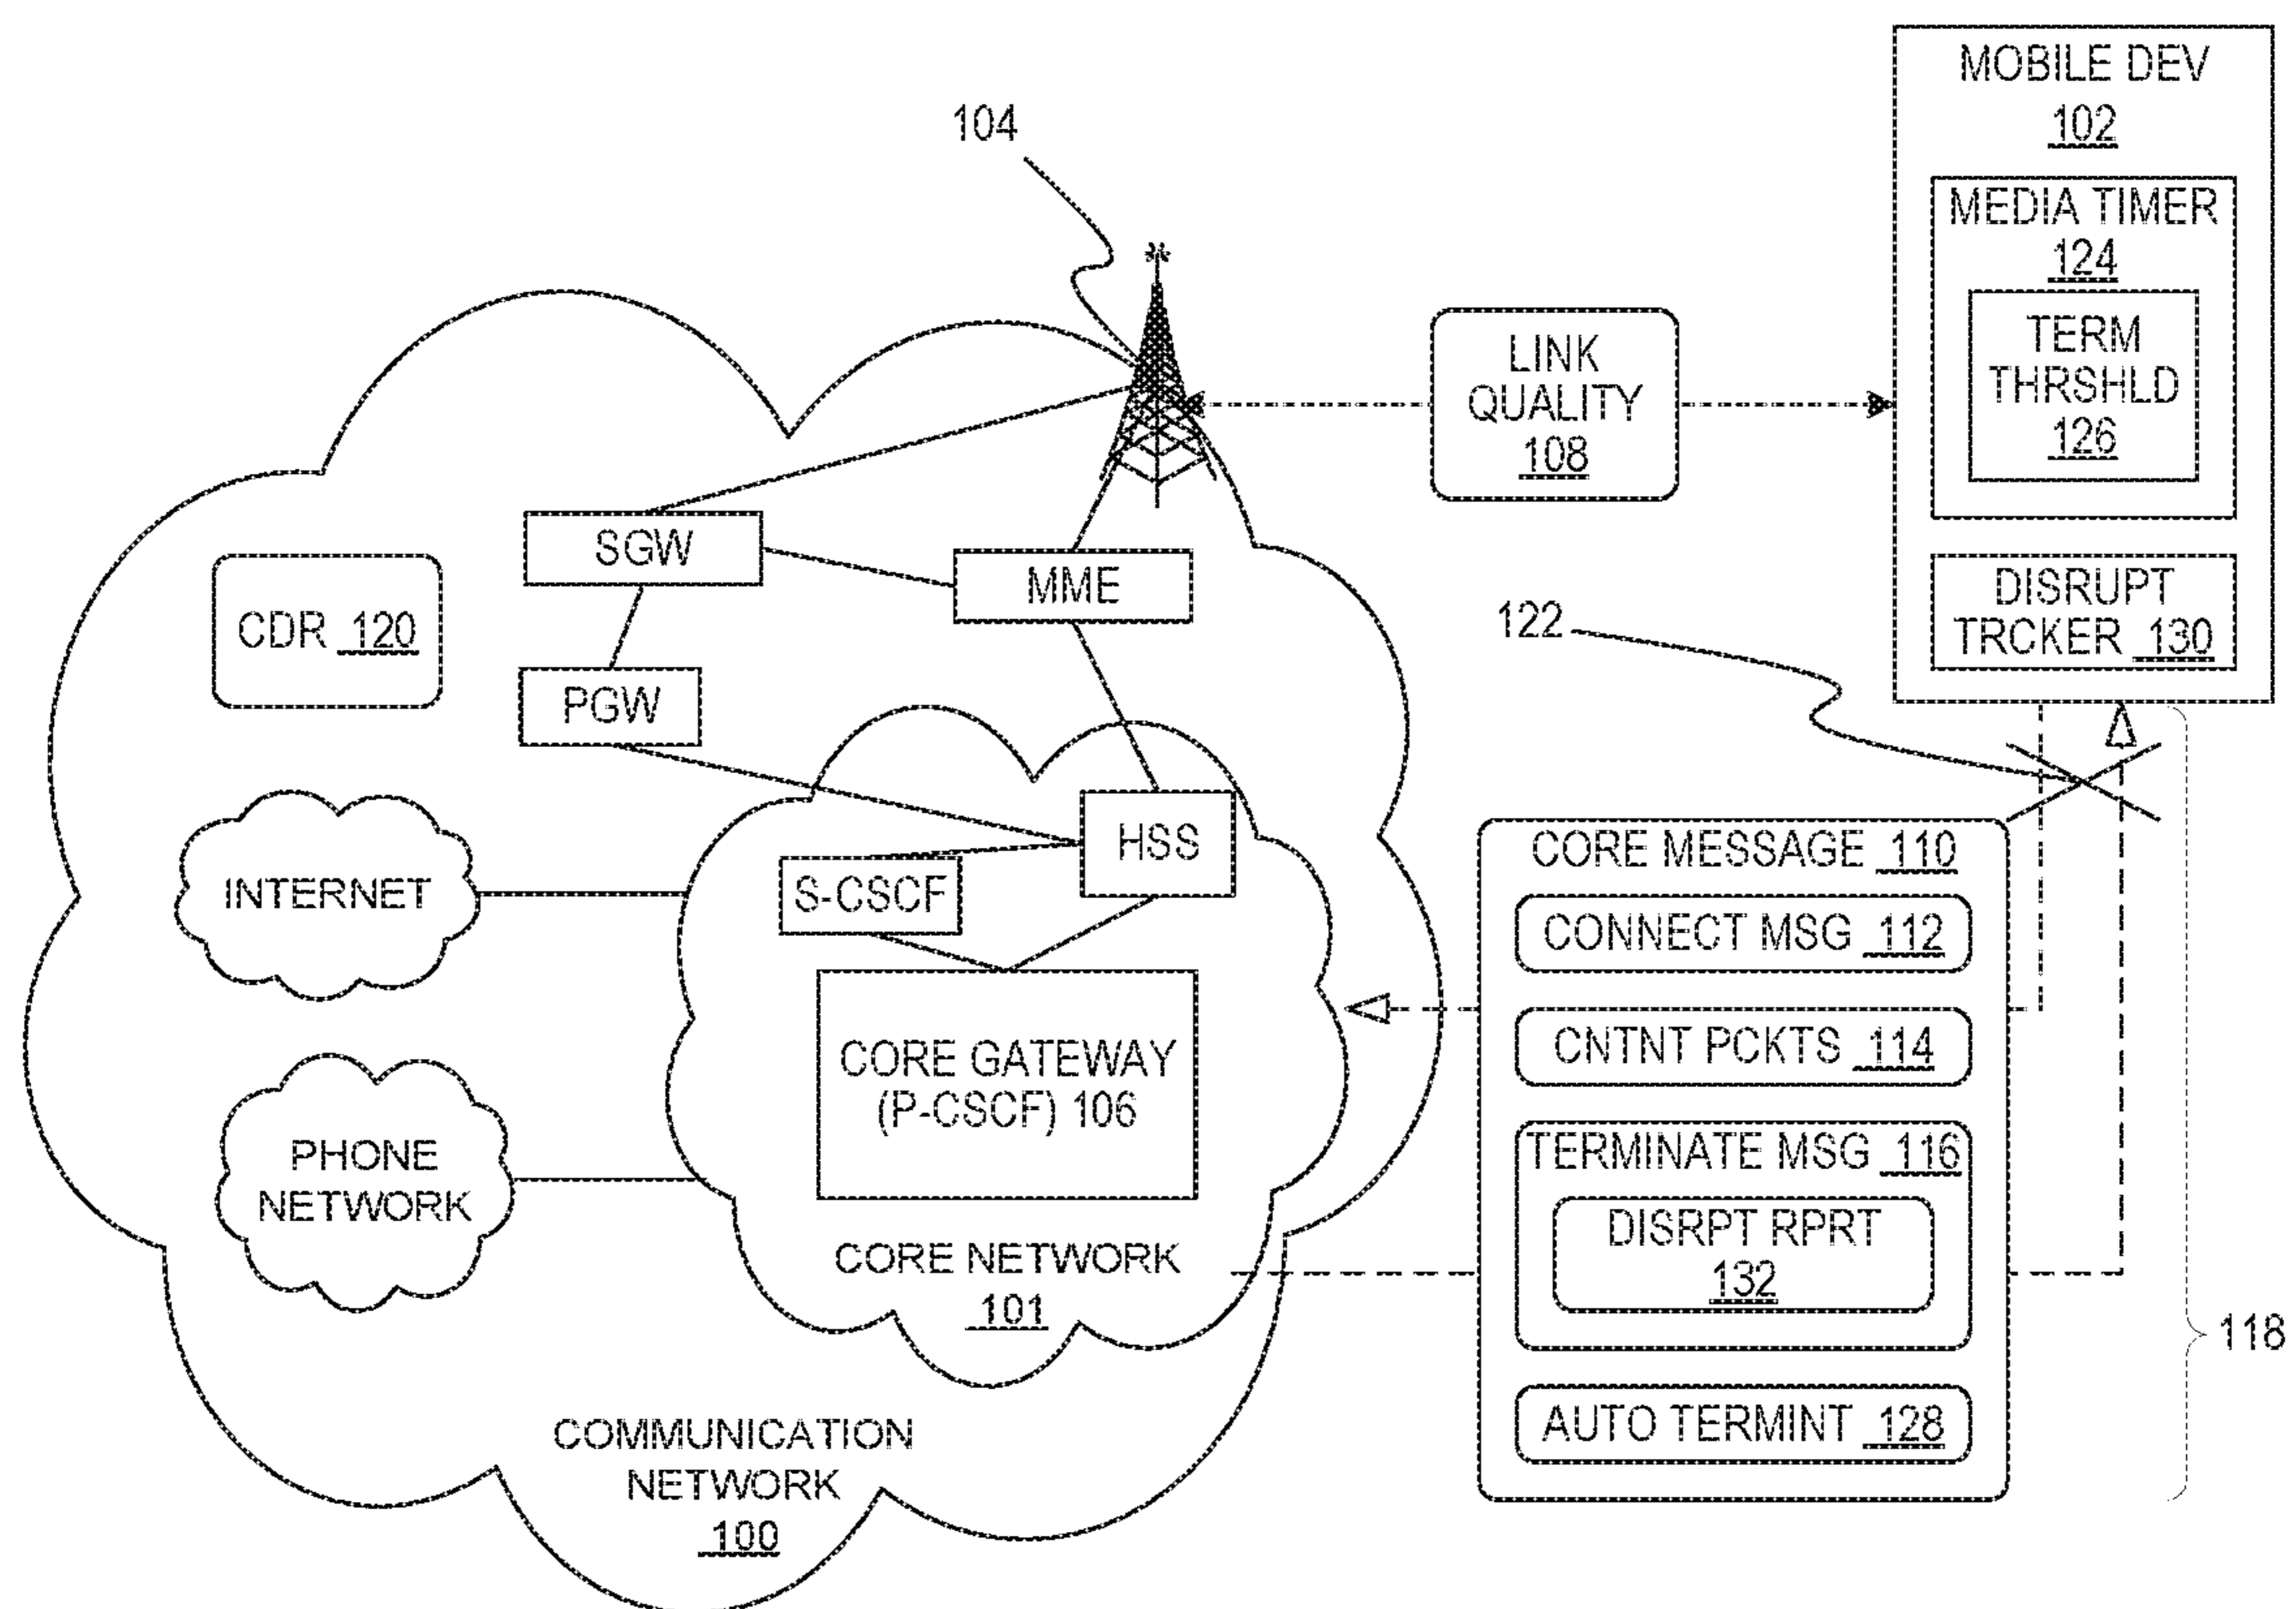 MOBILE DEV
102
104
MEDIA TIMER
124
TERM
THRSHLD
126
LINK
QUALITY
108
SGW
MME
CDR 120
DISRUPT
TRCKER 130
122
PGW
HSS
S-CSCF
INTERNET
CORE MESSAGE 110
CONNECT MSG 112
CNTNT PCKTS 114
CORE GATEWAY
(P-CSCF) 106
TERMINATE MSG 116
DISRPT RPRT
132
PHONE
NETWORK
CORE NETWORK
101
118
AUTO TERMINT 128
COMMUNICATION
NETWORK
100